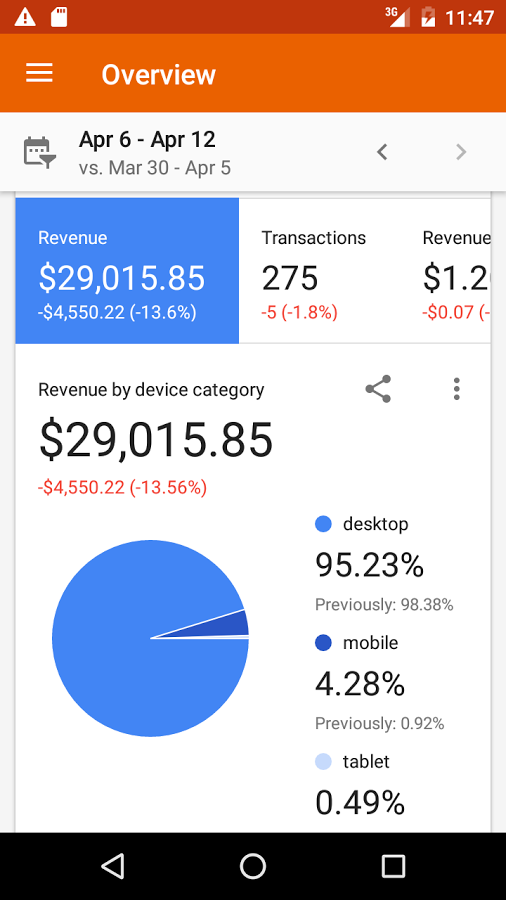 3G 11:47
Overview
Apr 6 - Apr 12
vs. Mar 30 - Apr 5
Revenue Transactions Revenue
$29,015.85 275 $1.2
-$4,550.22 (-13.6%) -5 (-1.8%) -$0.07 (-
Revenue by device category
$29,015.85
-$4,550.22 (-13.56%)
desktop
95.23%
Previously: 98.38%
mobile
4.28%
Previously: 0.92%
tablet
0.49%